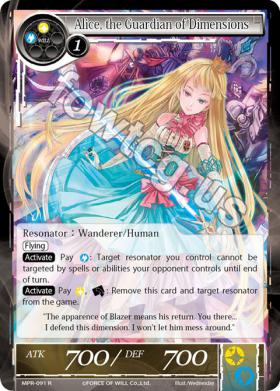 Alice, the Guardian of Dimensions
WILL
1
fowtcg.us
Resonator : Wanderer/Human
Flying
Activate Pay : Target resonator you control cannot be
targeted by spells or abilities your opponent controls until end
of turn.
Activate Pay , : Remove this card and target resonator
from the game.
"The apparence of Blazer means his return. You there...
I defend this dimension. I won't let him mess around."
ATK 700/ DEF 700
MPR-091 R ©FORCE OF WILL Co.,Ltd. Illust/Wednesday